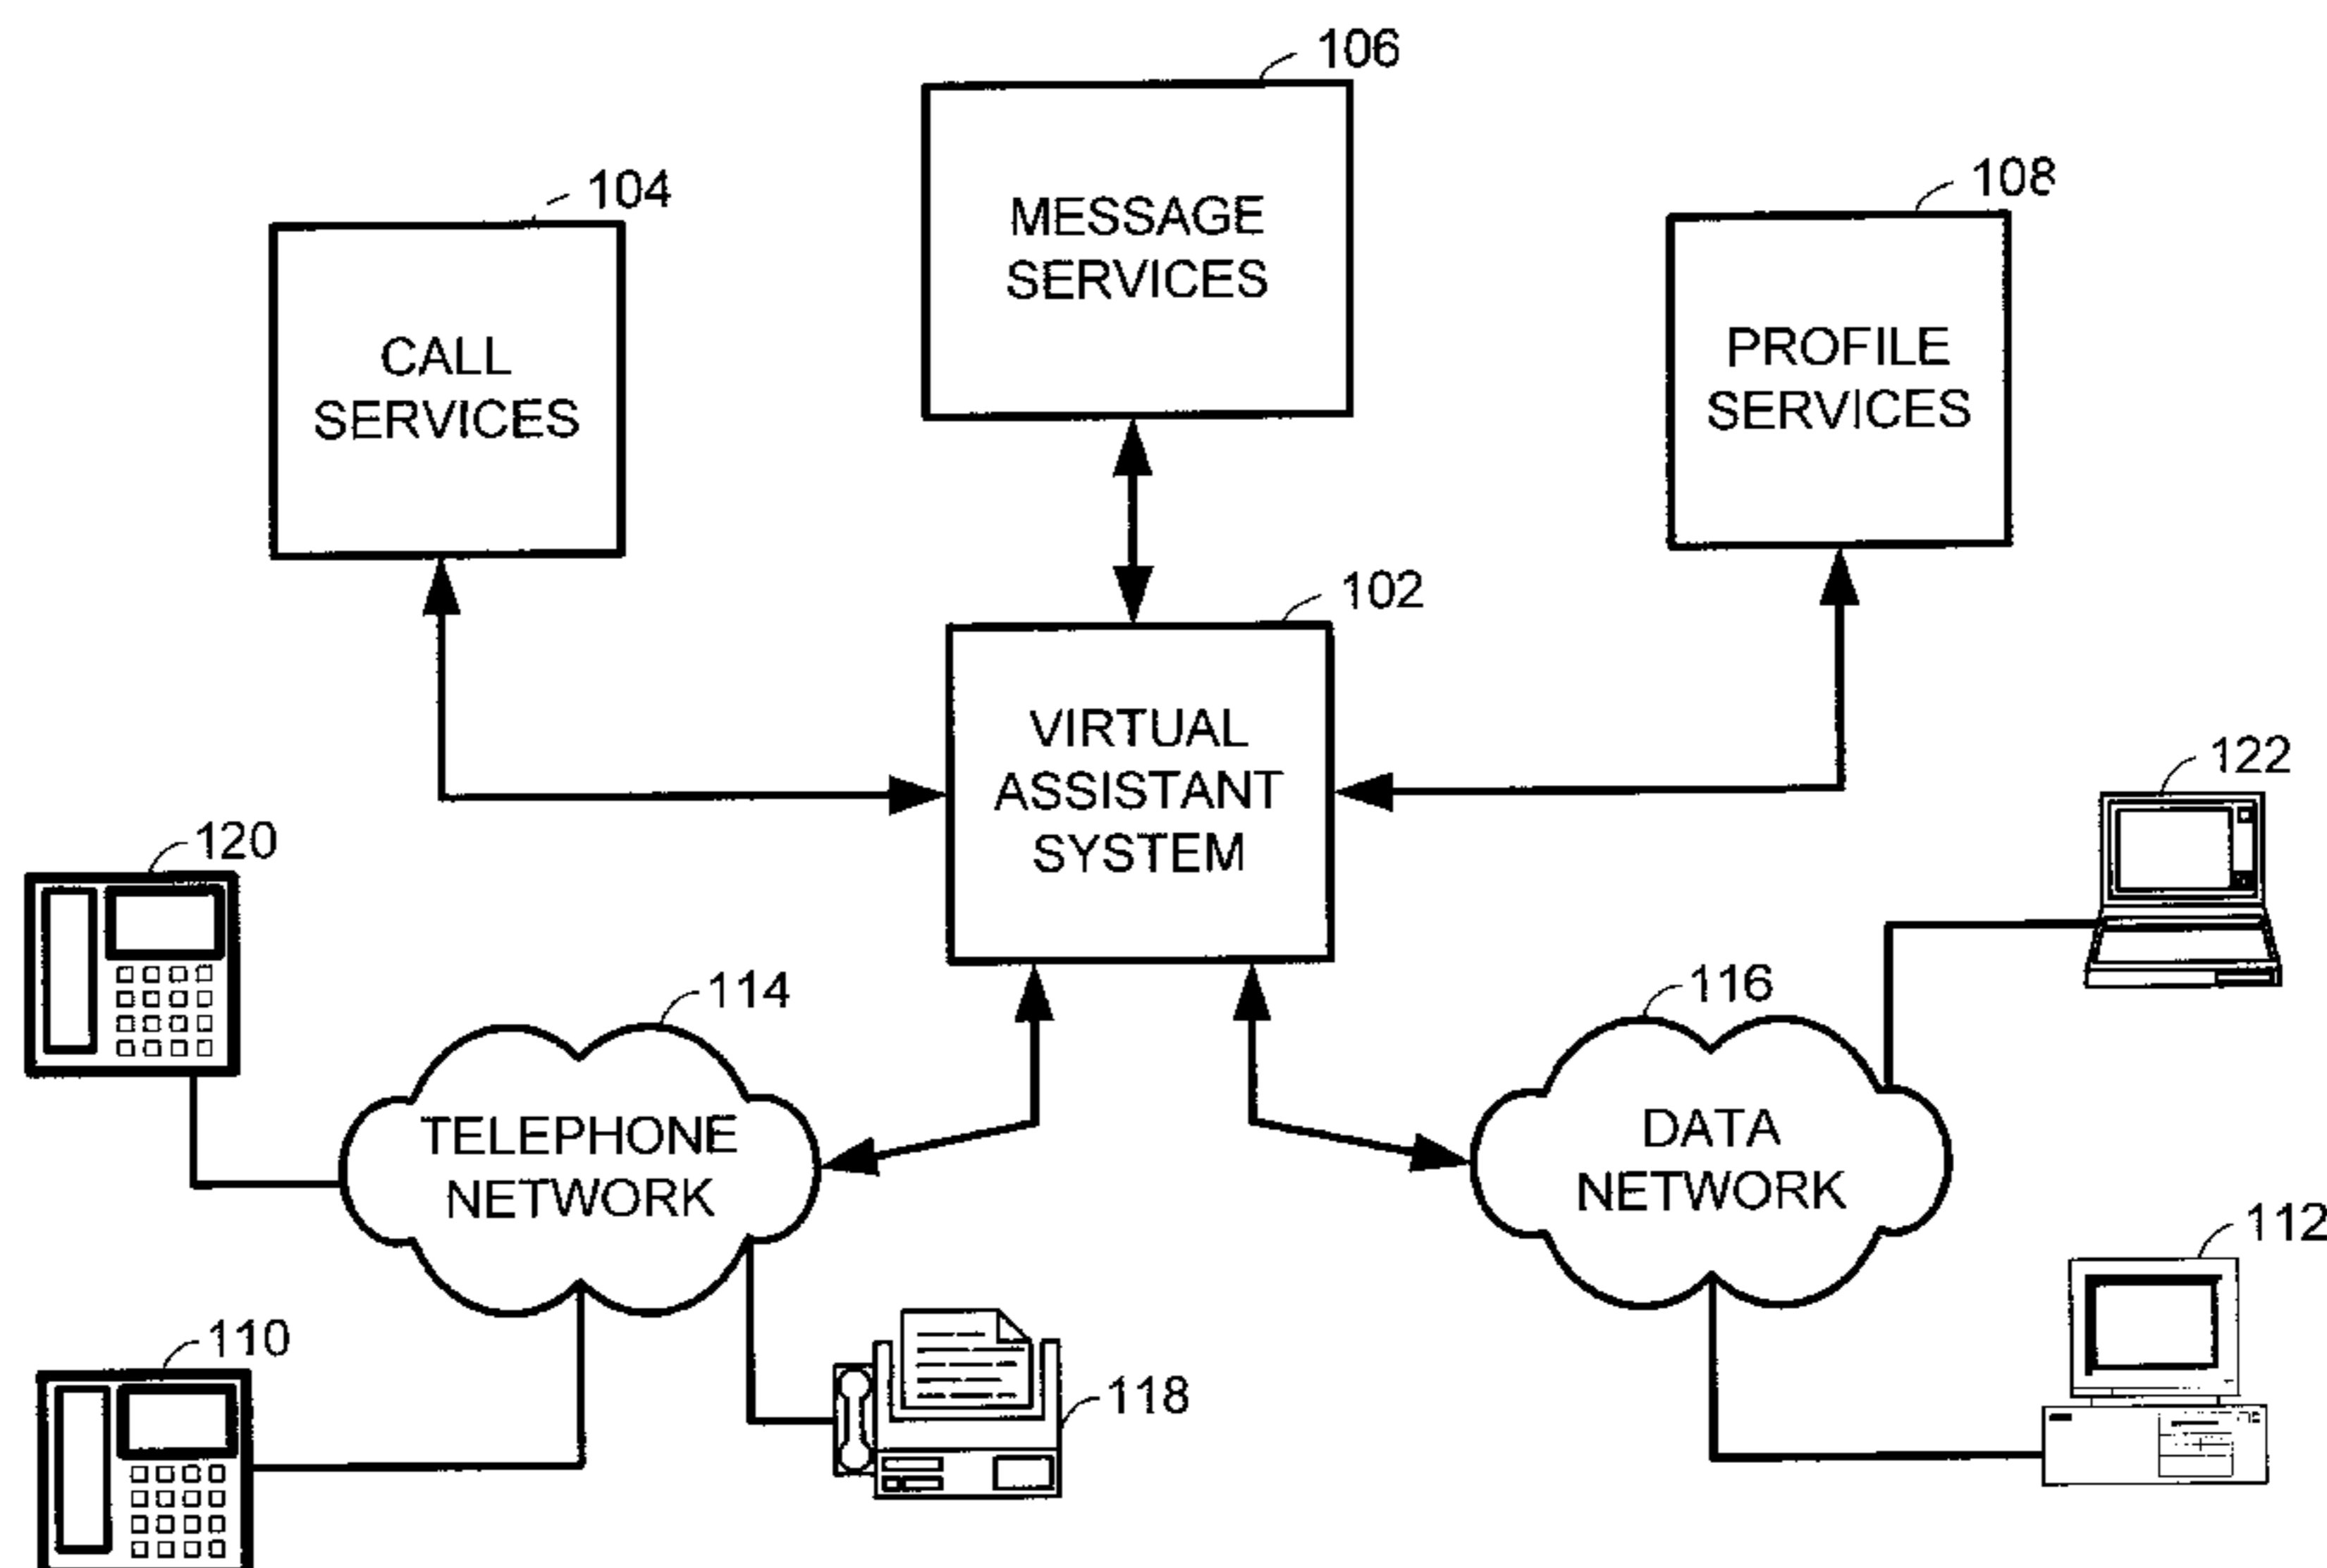 106
104
108
MESSAGE
SERVICES
CALL
SERVICES
PROFILE
SERVICES
102
VIRTUAL
ASSISTANT
SYSTEM
122
120
114
116
TELEPHONE
NETWORK
DATA
NETWORK
112
110
118